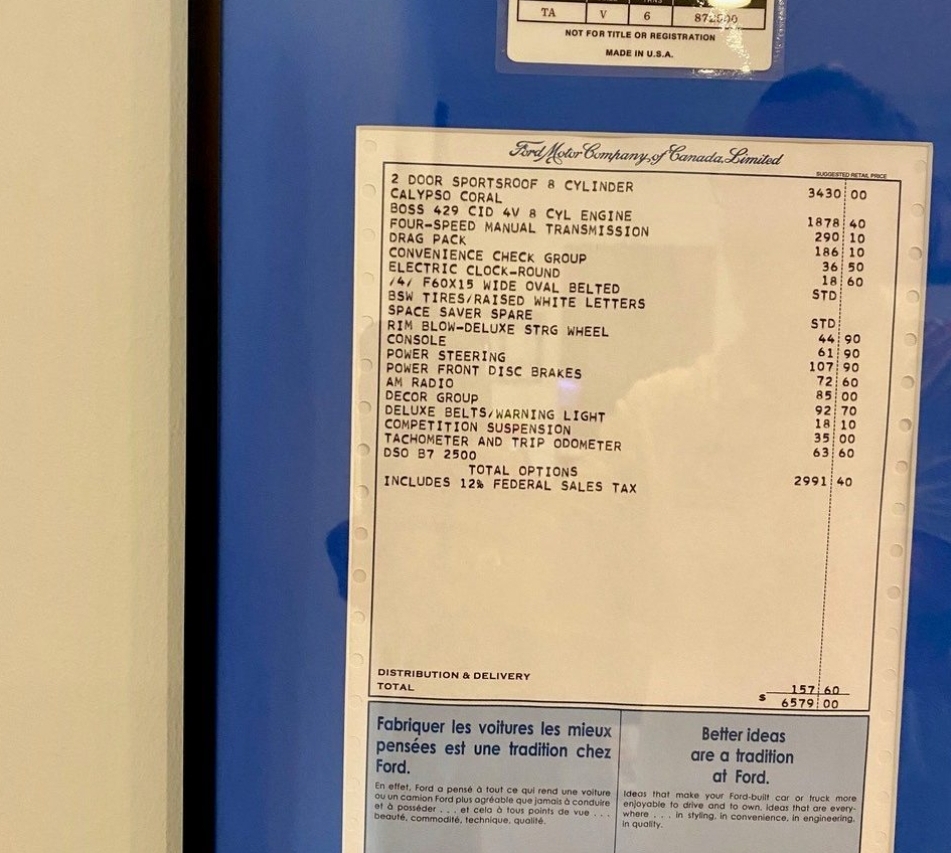 TA V 6
NOT FOR TITLE OR REGISTRATION
MADE IN U.S.A.
Ford Motor Company of Canada, Limited
SUGGESTED RETAIL PRICE
2 DOOR SPORTSROOF 8 CYLINDER 3430 00
CALYPSO CORAL
BOSS 429 CID 4V 8 CYL ENGINE 1878 40
FOUR-SPEED MANUAL TRANSMISSION 290 10
DRAG PACK 186 10
CONVENIENCE CHECK GROUP 36 50
ELECTRIC CLOCK-ROUND 18 60
/4/ F60X15 WIDE OVAL BELTED STD
BSW TIRES/RAISED WHITE LETTERS
SPACE SAVER SPARE STD
RIM BLOW-DELUXE STRG WHEEL 44 90
CONSOLE 61 90
POWER STEERING 107 90
POWER FRONT DISC BRAKES 72 60
AM RADIO 85 00
DECOR GROUP 92 70
DELUXE BELTS/WARNING LIGHT 18 10
COMPETITION SUSPENSION 35 00
TACHOMETER AND TRIP ODOMETER 63 60
DSO B7 2500
TOTAL OPTIONS
INCLUDES 12% FEDERAL SALES TAX 2991 40
DISTRIBUTION & DELIVERY 157 60
TOTAL $ 6579 00
Fabriquer les voitures les mieux
pensées est une tradition chez
Ford.
En effet, Ford a pensé à tout ce qui rend une voiture
ou un camion Ford plus agréable que jamais à conduire
et à posséder . . . et cela à tous points de vue . . .
beauté, commodité, technique, qualité.
Better ideas
are a tradition
at Ford.
Ideas that make your Ford-built car or truck more
enjoyable to drive and to own. Ideas that are every-
where . . . in styling, in convenience, in engineering,
in quality.